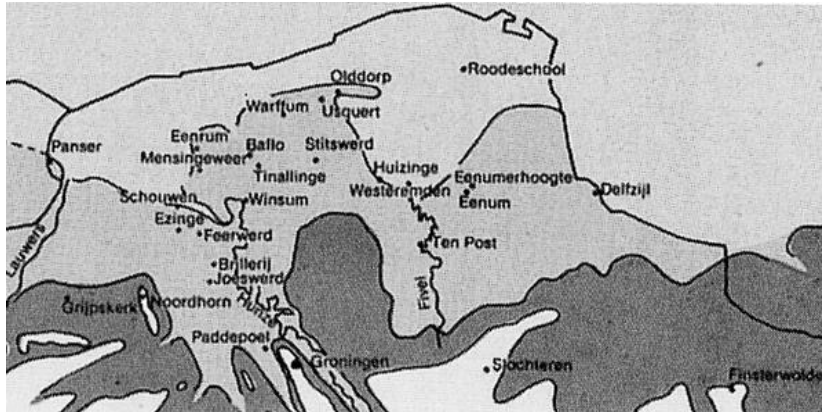 Olddorp
Roodeschool
Warffum
Usquert
Eenrum
Baflo
Stitswerd
Panser
Mensingeweer
Tinallinge
Huizinge
Eenumerhoogte
Schouwen
Winsum
Westeremden
Eenum
Delfzijl
Ezinge
Feerwerd
Ten Post
Lauwers
Brillerij
Joeswerd
Fivel
Grijpskerk
Noordhorn
Hunze
Paddepoel
Groningen
Slochteren
Finsterwolde